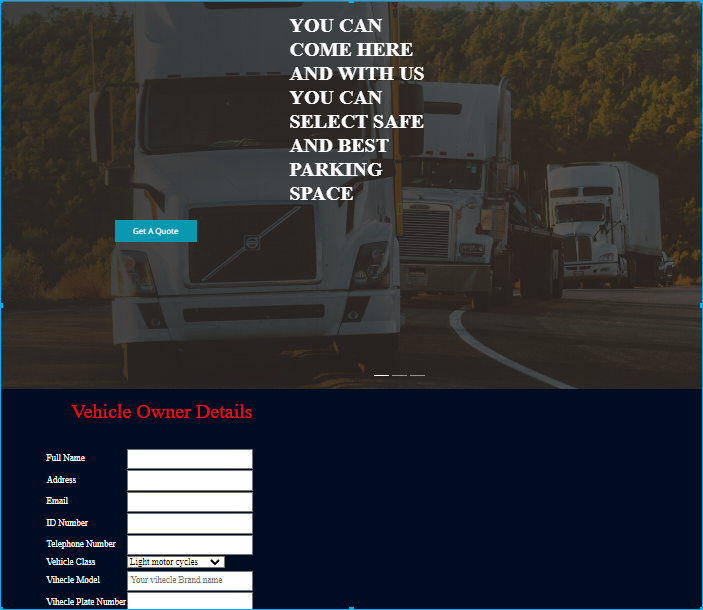 YOU CAN
COME HERE
AND WITH US
YOU CAN
SELECT SAFE
AND BEST
PARKING
SPACE
Get A Quote
Vehicle Owner Details
Full Name
Address
Email
ID Number
Telephone Number
Vehicle Class Light motor cycles
Vihecle Model Your vihecle Brand name
Vihecle Plate Number